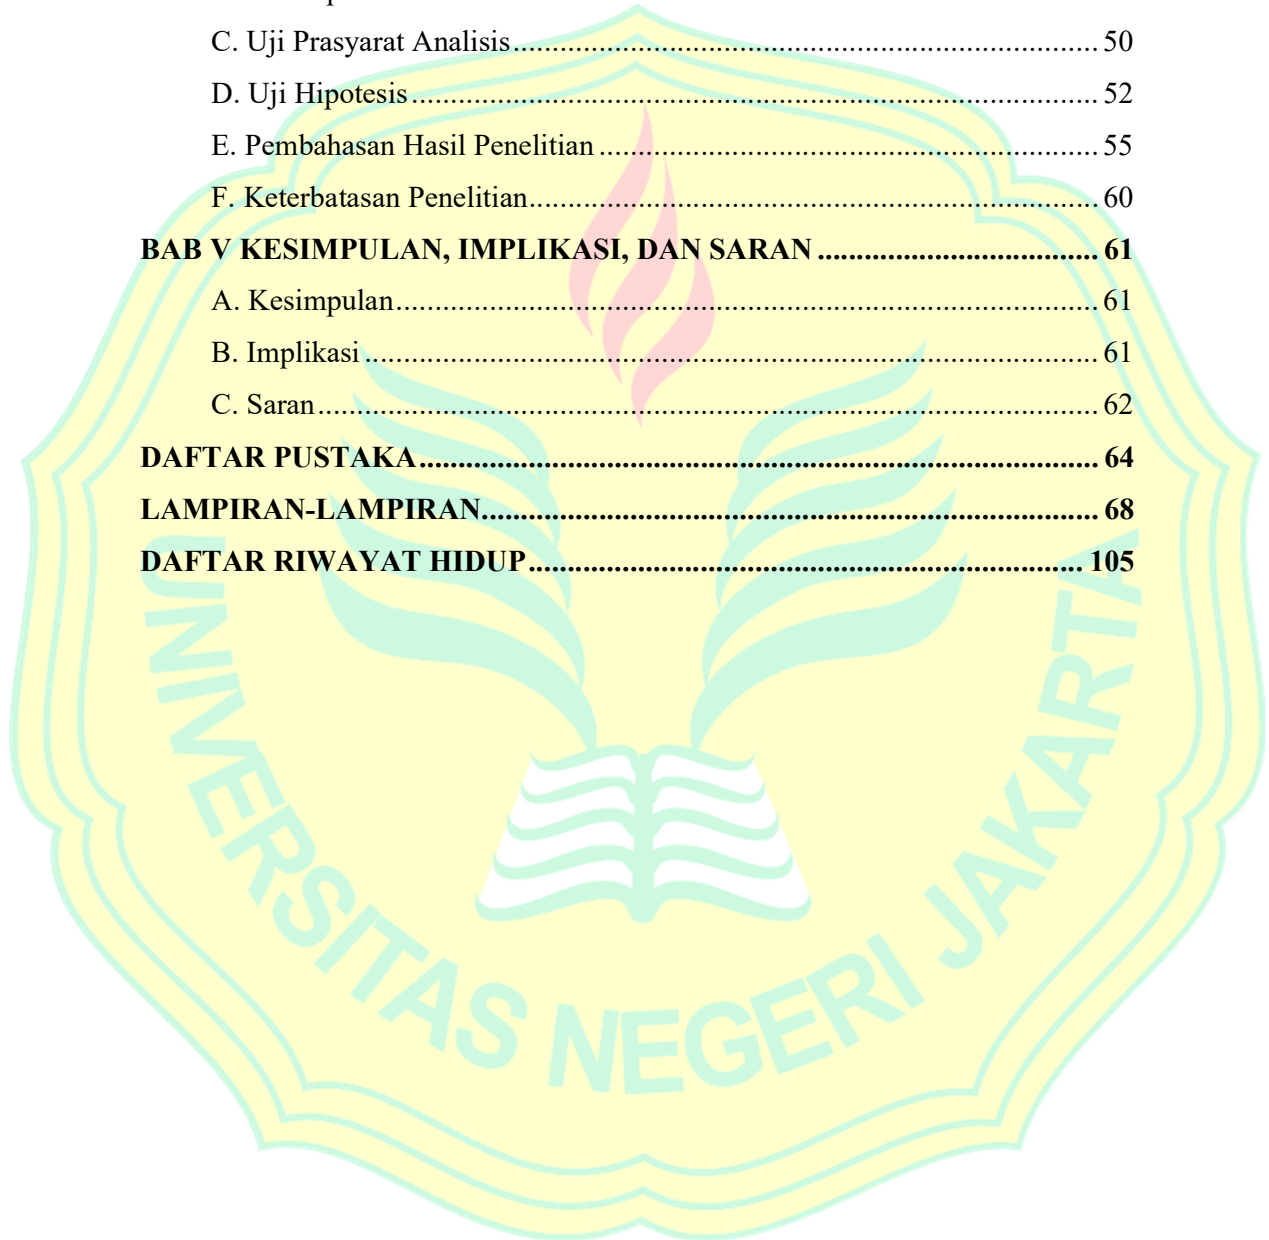 C. Uji Prasyarat Analisis........................................................................... 50
D. Uji Hipotesis........................................................................................ 52
E. Pembahasan Hasil Penelitian ................................................................ 55
F. Keterbatasan Penelitian......................................................................... 60
BAB V KESIMPULAN, IMPLIKASI, DAN SARAN .................................... 61
A. Kesimpulan.......................................................................................... 61
B. Implikasi .............................................................................................. 61
C. Saran.................................................................................................... 62
DAFTAR PUSTAKA....................................................................................... 64
LAMPIRAN-LAMPIRAN............................................................................... 68
DAFTAR RIWAYAT HIDUP....................................................................... 105
UNIVERSITAS NEGERI JAKARTA